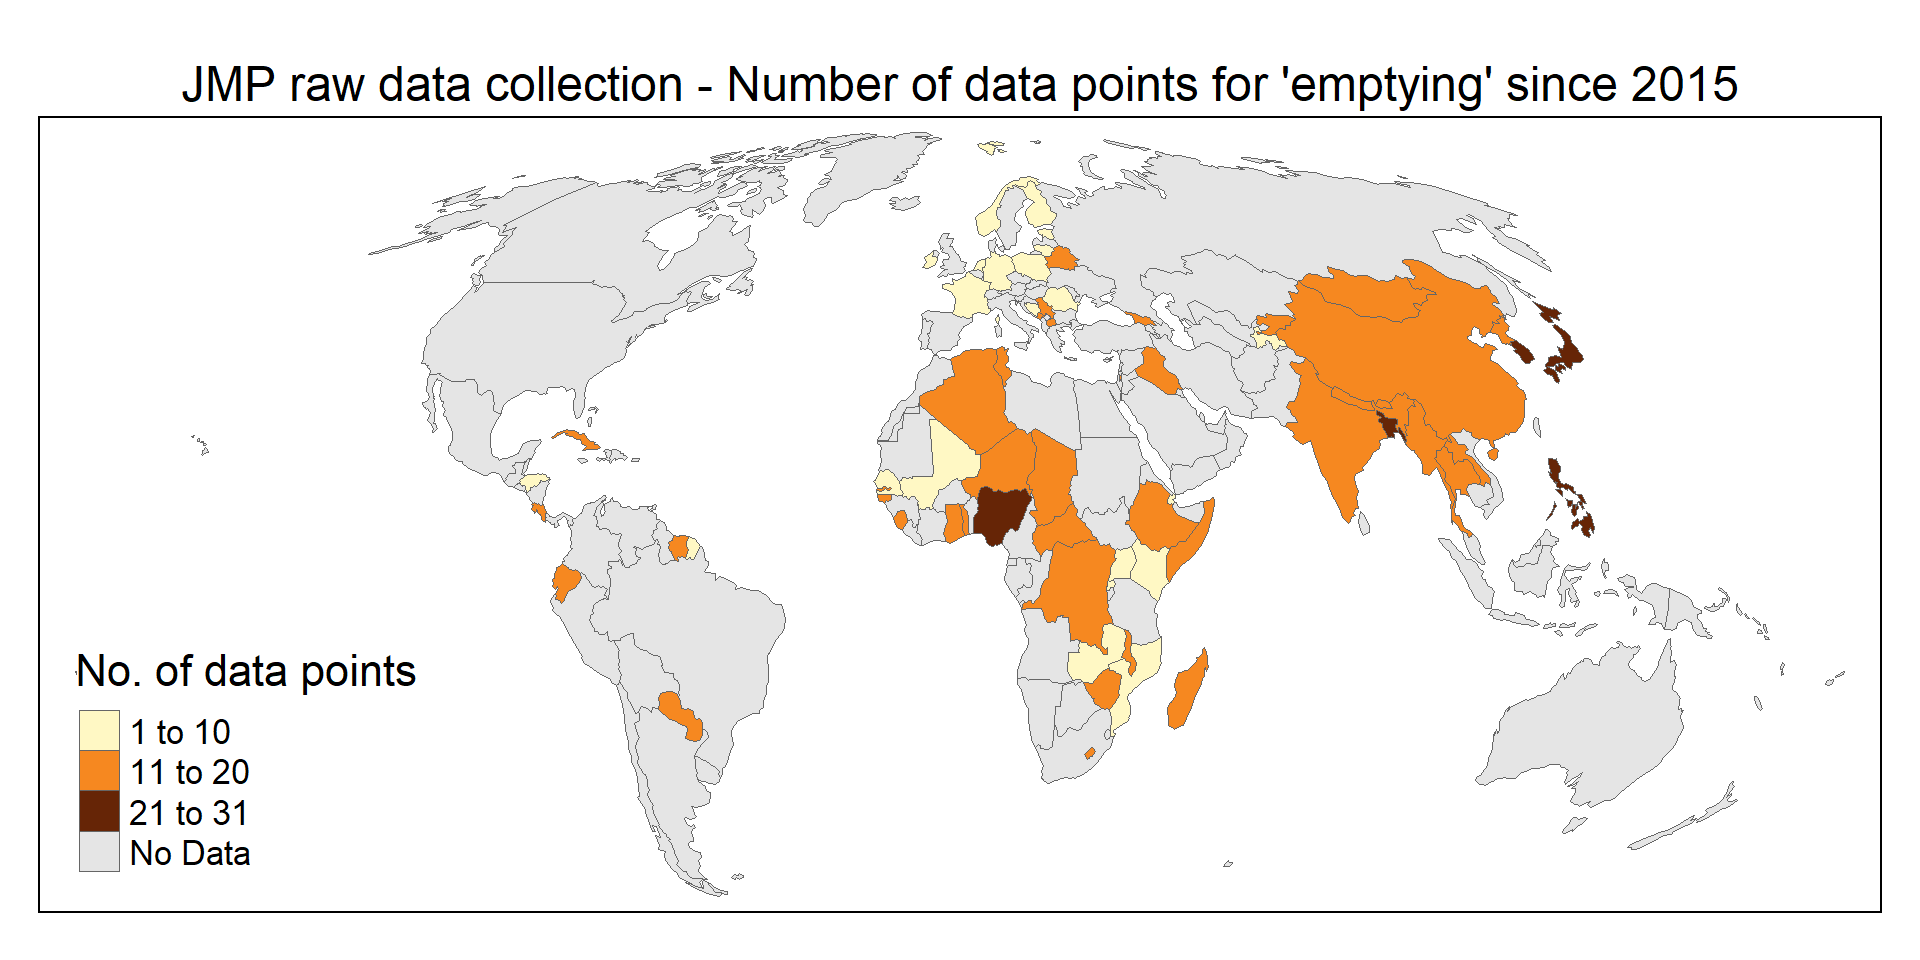 JMP raw data collection - Number of data points for 'emptying' since 2015
No. of data points
1 to 10
11 to 20
21 to 31
No Data